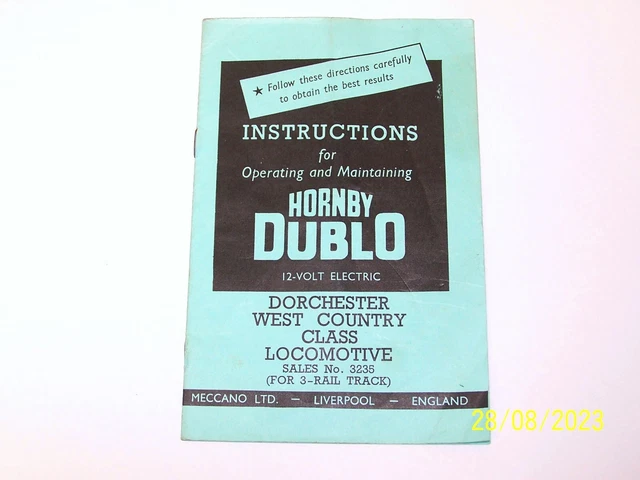 ★ Follow these directions carefully
to obtain the best results
INSTRUCTIONS
for
Operating and Maintaining
HORNBY
DUBLO
12-VOLT ELECTRIC
DORCHESTER
WEST COUNTRY
CLASS
LOCOMOTIVE
SALES No. 3235
(FOR 3-RAIL TRACK)
MECCANO LTD. — LIVERPOOL — ENGLAND
28/08/2023